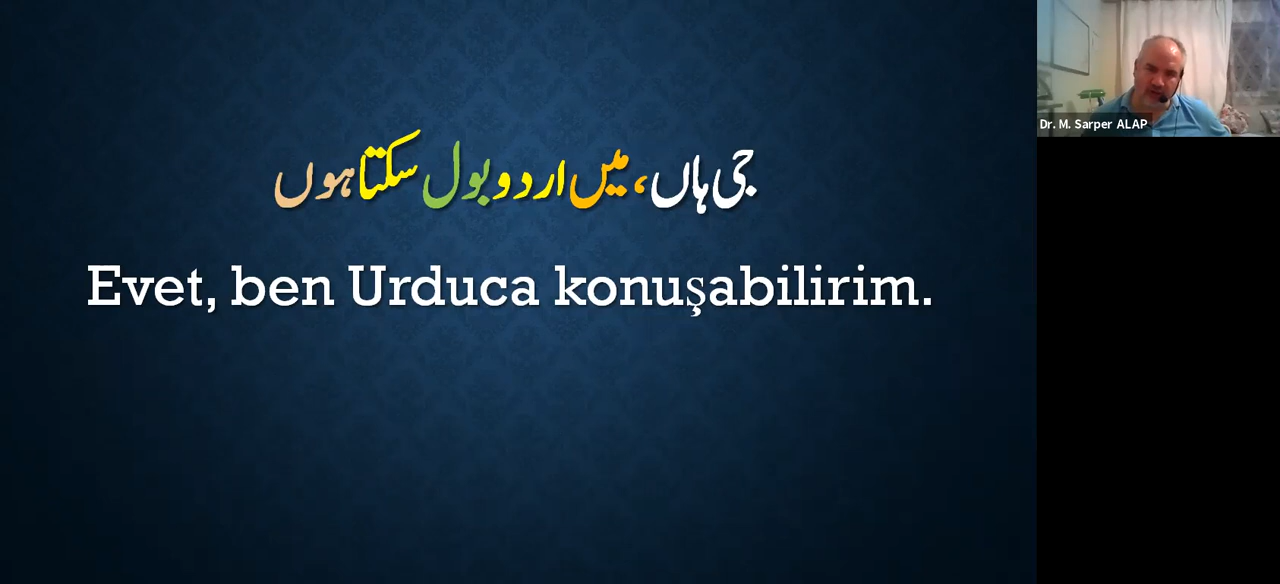 جی ہاں، میں اردو بول سکتا ہوں
Evet, ben Urduca konuşabilirim.
Dr. M. Sarper ALAP